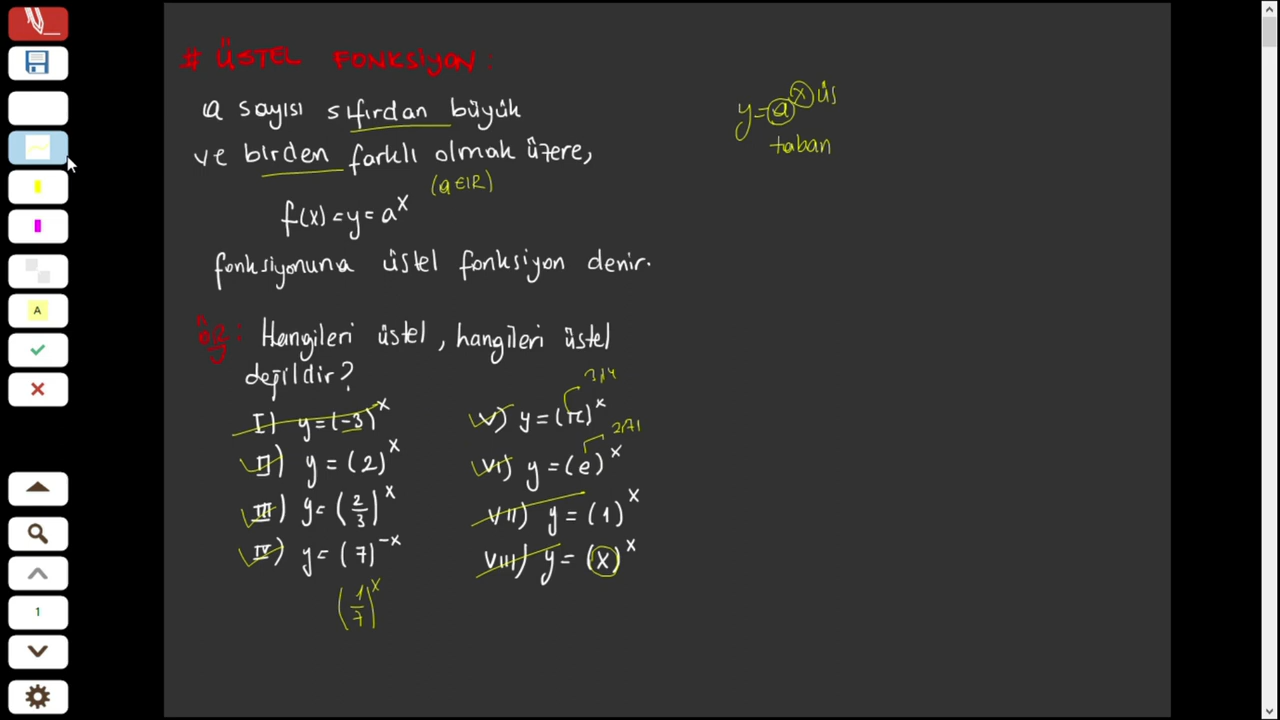 # ÜSTEL FONKSİYON:
a sayısı sıfırdan büyük
ve birden farklı olmak üzere,
(a∈IR)
f(x)=y=a^x
fonksiyonuna üstel fonksiyon denir.
y=a^x üs
taban
Hangileri üstel, hangileri üstel
değildir?
I) y=(-3)^x
II) y=(2)^x
III) y=(2/3)^x
IV) y=(7)^-x
(1/7)^x
3,14
V) y=(π)^x
2,71
VI) y=(e)^x
VII) y=(1)^x
VIII) y=(x)^x
A
1